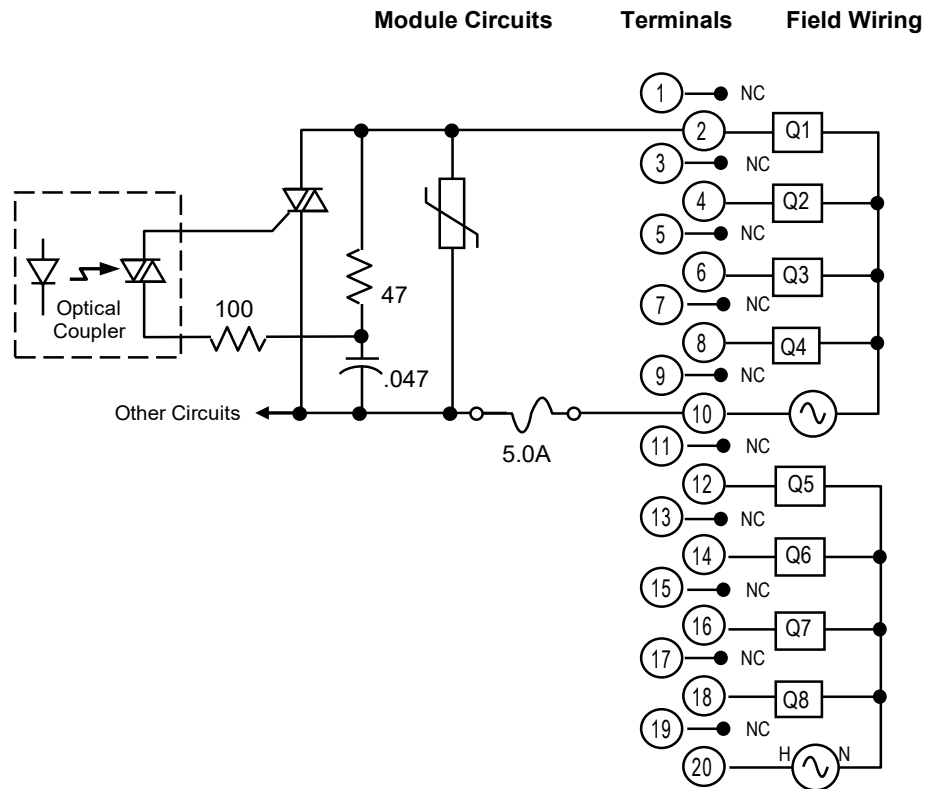 Module Circuits Terminals Field Wiring
1 NC
2 Q1
3 NC
4 Q2
5 NC
6 Q3
7 NC
8 Q4
9 NC
10
11 NC
12 Q5
13 NC
14 Q6
15 NC
16 Q7
17 NC
18 Q8
19 NC
20 H N
Optical
Coupler
100
47
.047
Other Circuits
5.0A